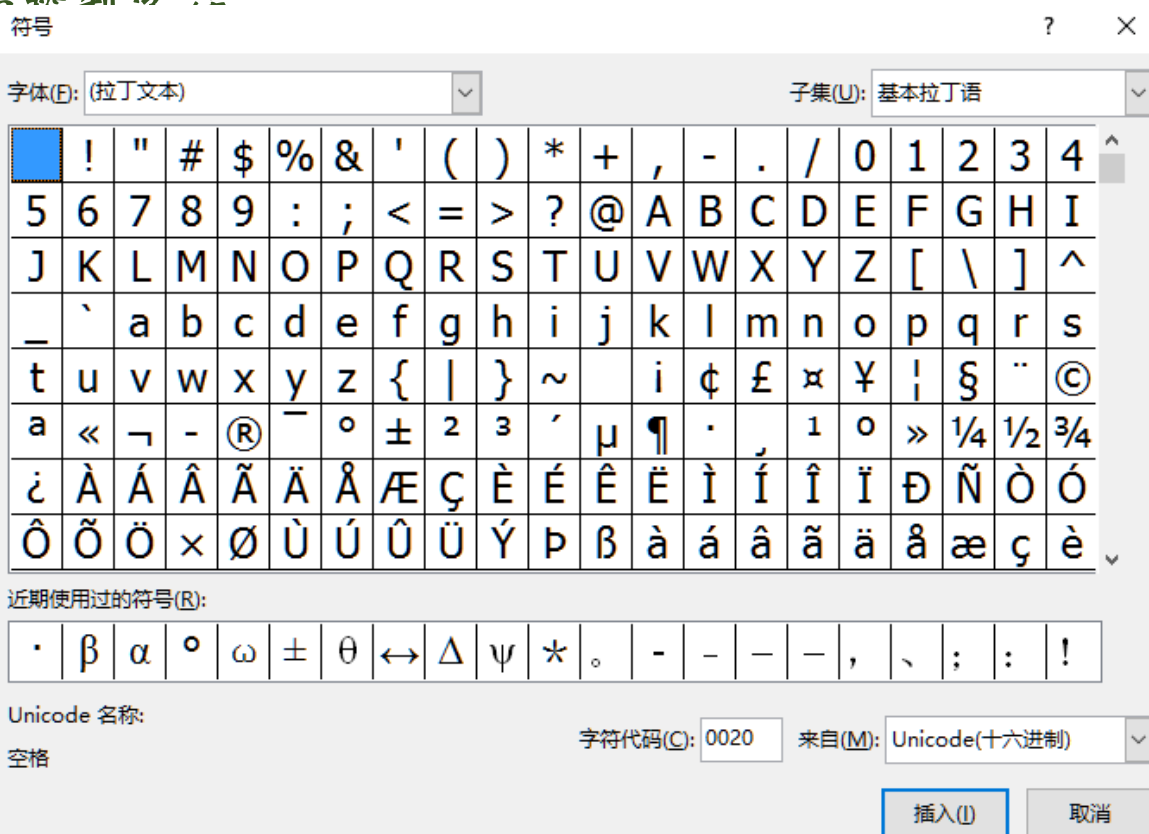 符号 ? ×
字体(F): (拉丁文本) 子集(U): 基本拉丁语
! " # $ % & ' ( ) * + , - . / 0 1 2 3 4
5 6 7 8 9 : ; < = > ? @ A B C D E F G H I
J K L M N O P Q R S T U V W X Y Z [ \ ] ^
_ ` a b c d e f g h i j k l m n o p q r s
t u v w x y z { | } ~ ¡ ¢ £ ¤ ¥ ¦ § ¨ ©
ª « ¬ - ® ¯ ° ± ² ³ ´ µ ¶ · ¸ ¹ º » ¼ ½ ¾
¿ À Á Â Ã Ä Å Æ Ç È É Ê Ë Ì Í Î Ï Ð Ñ Ò Ó
Ô Õ Ö × Ø Ù Ú Û Ü Ý Þ ß à á â ã ä å æ ç è
近期使用过的符号(R):
· β α ° ω ± θ ↔ Δ ψ * 。 - – — — , 、 ; : !
Unicode 名称:
空格
字符代码(C): 0020 来自(M): Unicode(十六进制)
插入(I) 取消